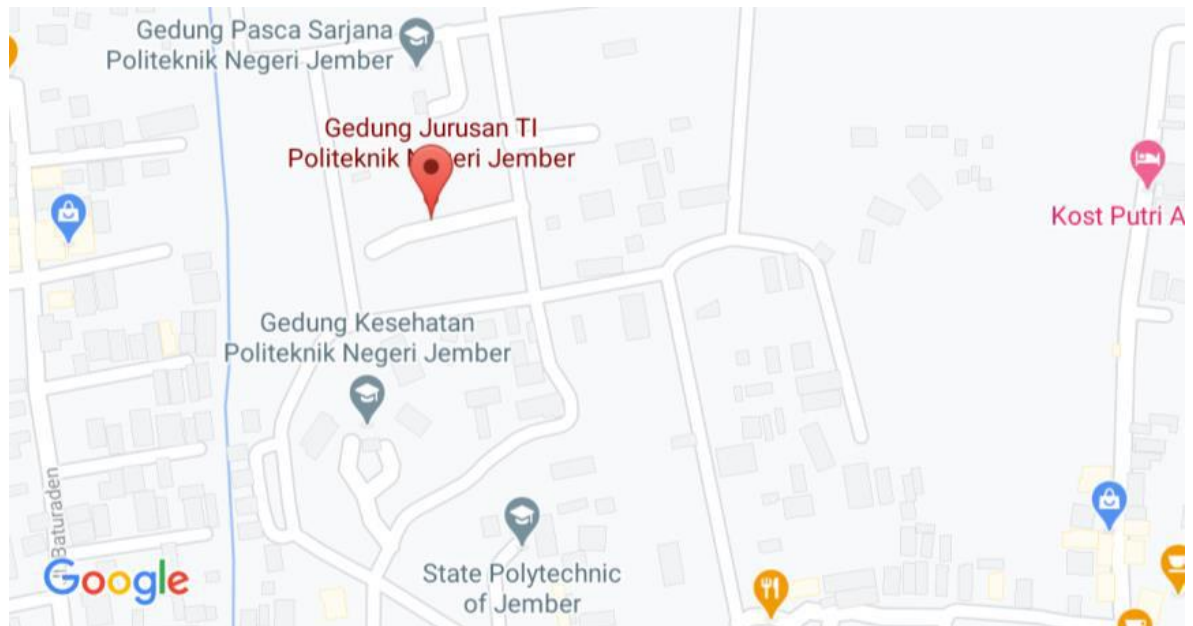 Gedung Pasca Sarjana
Politeknik Negeri Jember
Gedung Jurusan TI
Politeknik Negeri Jember
Kost Putri A
Gedung Kesehatan
Politeknik Negeri Jember
Baturaden
State Polytechnic
of Jember
Google